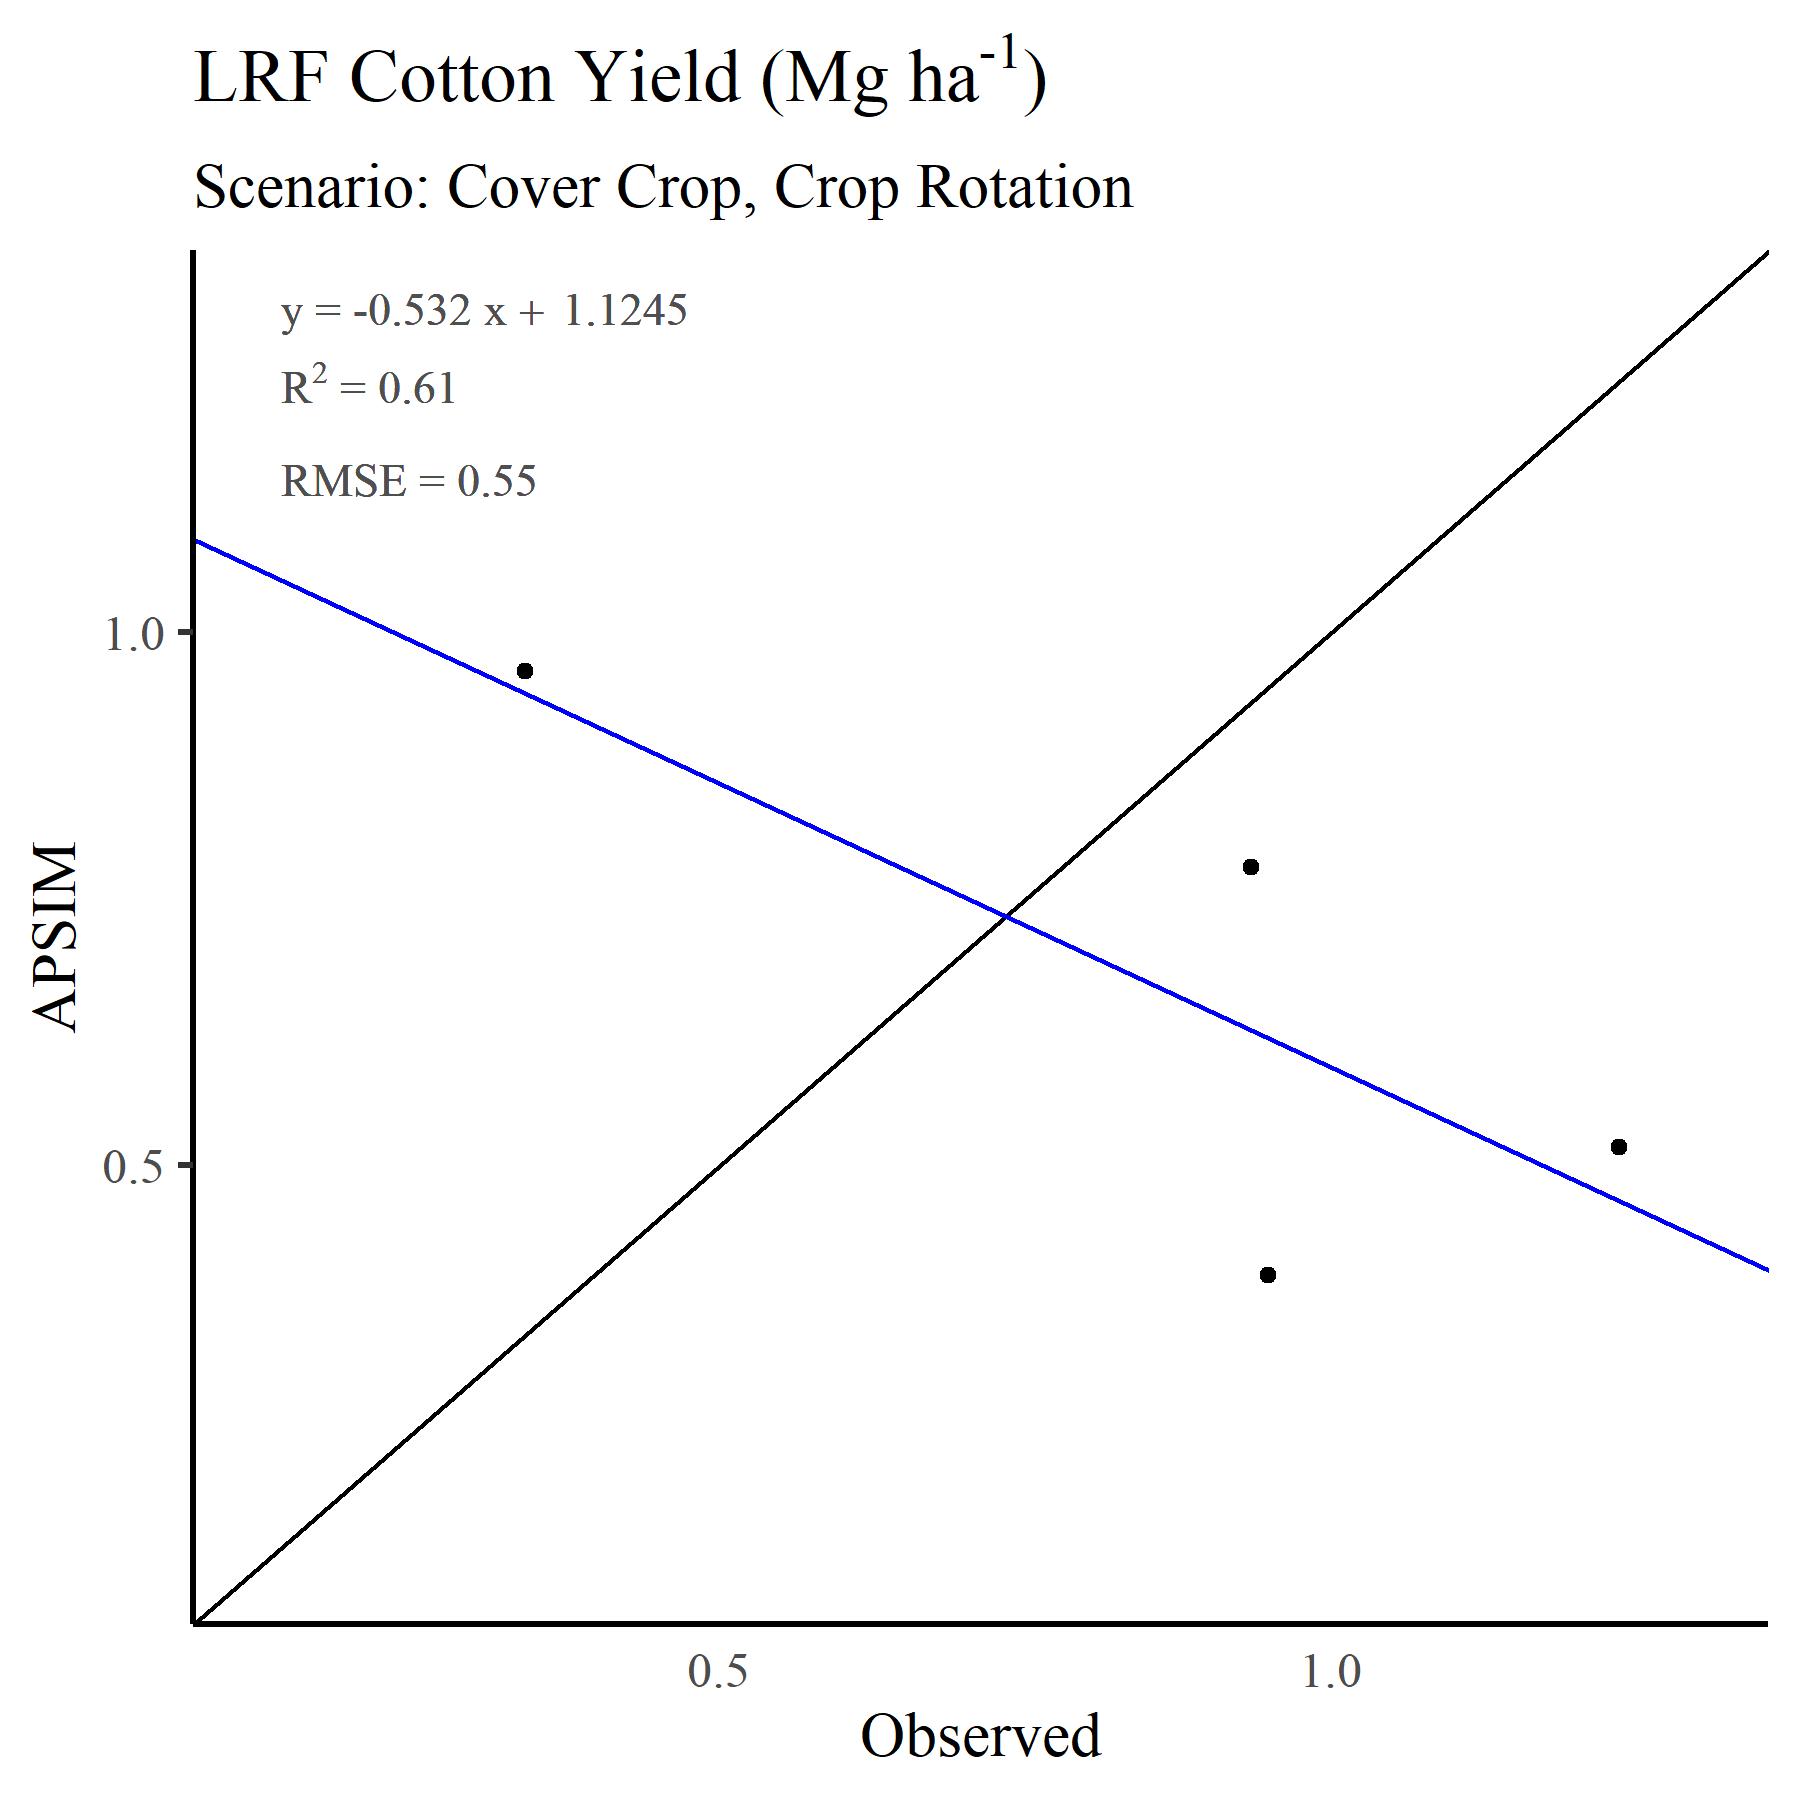 LRF Cotton Yield (Mg ha⁻¹)
Scenario: Cover Crop, Crop Rotation
y = -0.532 x + 1.1245
R² = 0.61
RMSE = 0.55
1.0
0.5
APSIM
0.5
1.0
Observed